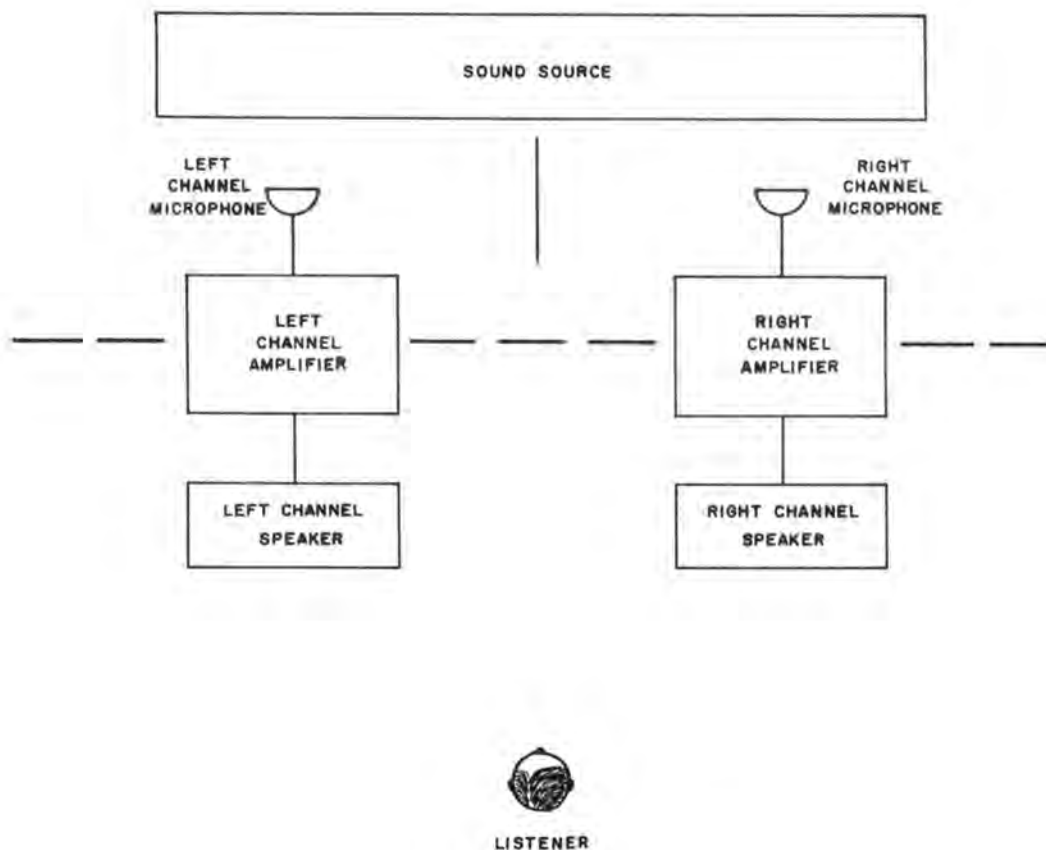 SOUND SOURCE
LEFT
CHANNEL
MICROPHONE
RIGHT
CHANNEL
MICROPHONE
LEFT
CHANNEL
AMPLIFIER
RIGHT
CHANNEL
AMPLIFIER
LEFT CHANNEL
SPEAKER
RIGHT CHANNEL
SPEAKER
LISTENER